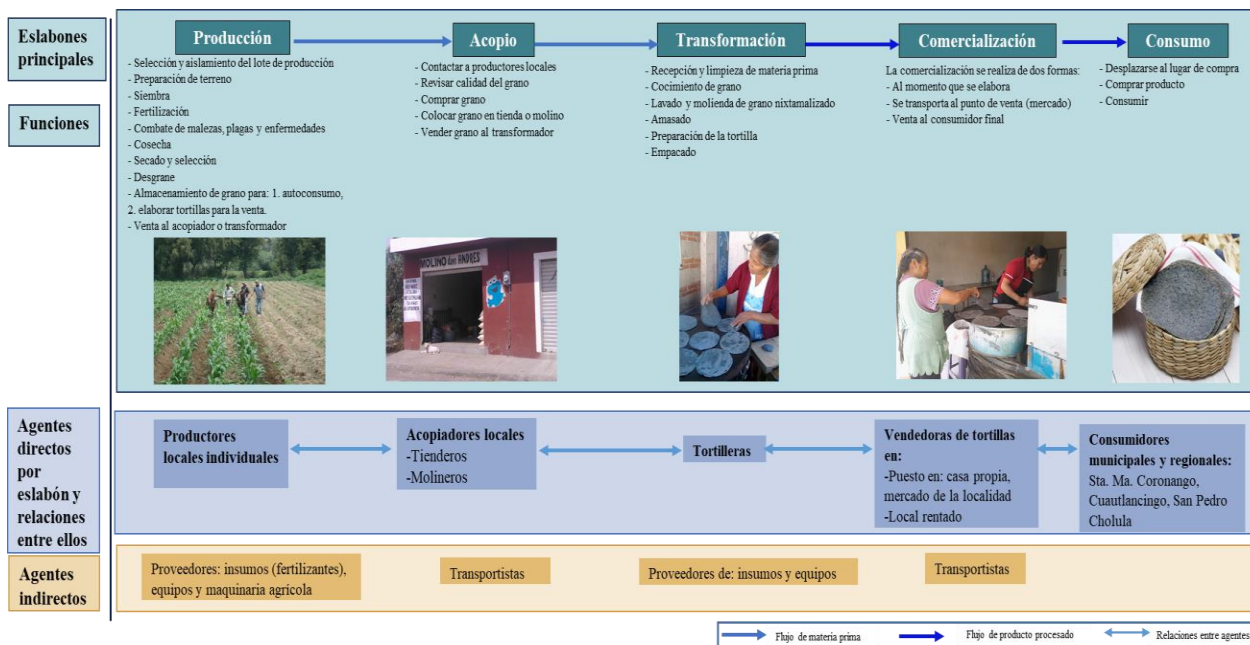 Eslabones
principales
Funciones
Producción
- Selección y aislamiento del lote de producción
- Preparación de terreno
- Siembra
- Fertilización
- Combate de malezas, plagas y enfermedades
- Cosecha
- Secado y selección
- Desgrane
- Almacenamiento de grano para: 1. autoconsumo,
2. elaborar tortillas para la venta.
- Venta al acopiador o transformador
Acopio
- Contactar a productores locales
- Revisar calidad del grano
- Comprar grano
- Colocar grano en tienda o molino
- Vender grano al transformador
Transformación
- Recepción y limpieza de materia prima
- Cocimiento de grano
- Lavado y molienda de grano nixtamalizado
- Amasado
- Preparación de la tortilla
- Empacado
Comercialización
La comercialización se realiza de dos formas:
- Al momento que se elabora
- Se transporta al punto de venta (mercado)
- Venta al consumidor final
Consumo
- Desplazarse al lugar de compra
- Comprar producto
- Consumir
MOLINO don ANDRES
Agentes
directos
por
eslabón y
relaciones
entre ellos
Productores
locales individuales
Acopiadores locales
-Tienderos
-Molineros
Tortilleras
Vendedoras de tortillas
en:
-Puesto en: casa propia,
mercado de la localidad
-Local rentado
Consumidores
municipales y regionales:
Sta. Ma. Coronango,
Cuautlancingo, San Pedro
Cholula
Agentes
indirectos
Proveedores: insumos (fertilizantes),
equipos y maquinaria agrícola
Transportistas
Proveedores de: insumos y equipos
Transportistas
Flujo de materia prima
Flujo de producto procesado
Relaciones entre agentes